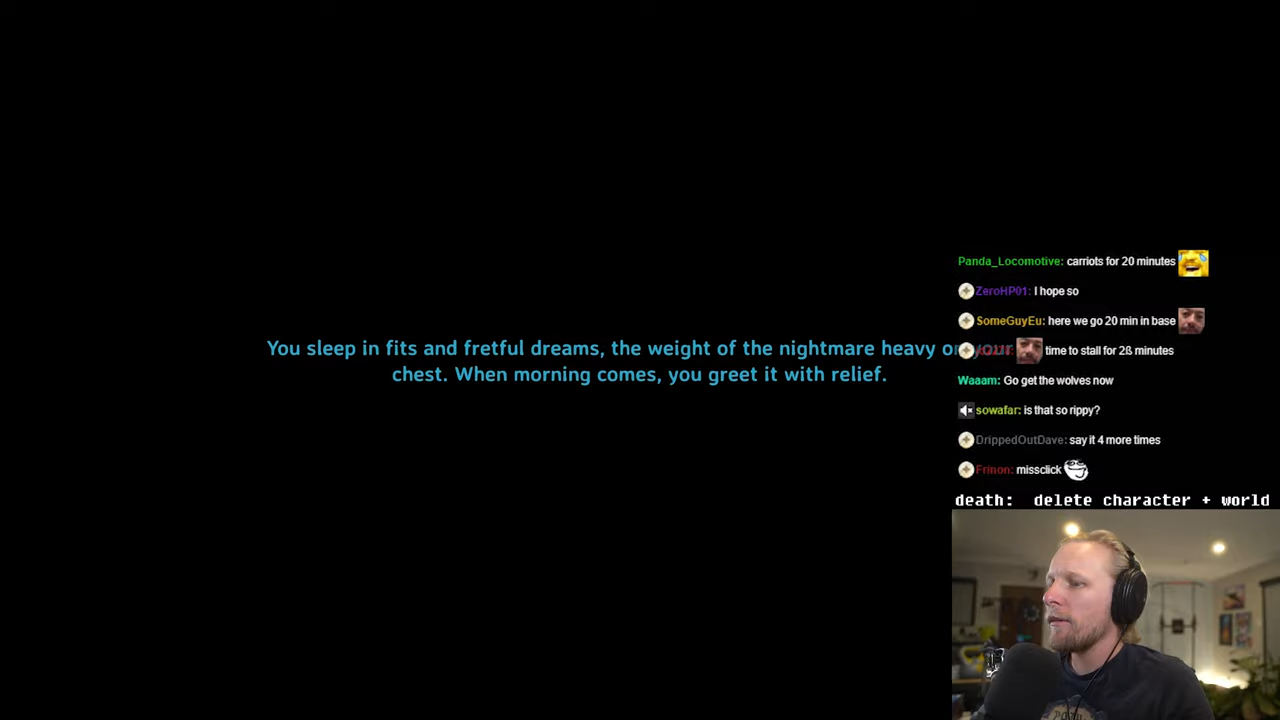 You sleep in fits and fretful dreams, the weight of the nightmare heavy on your
chest. When morning comes, you greet it with relief.
Panda_Locomotive: carriots for 20 minutes
ZeroHP01: I hope so
SomeGuyEu: here we go 20 min in base
time to stall for 2ß minutes
Waaam: Go get the wolves now
sowafar: is that so rippy?
DrippedOutDave: say it 4 more times
Frinon: missclick
death: delete character + world